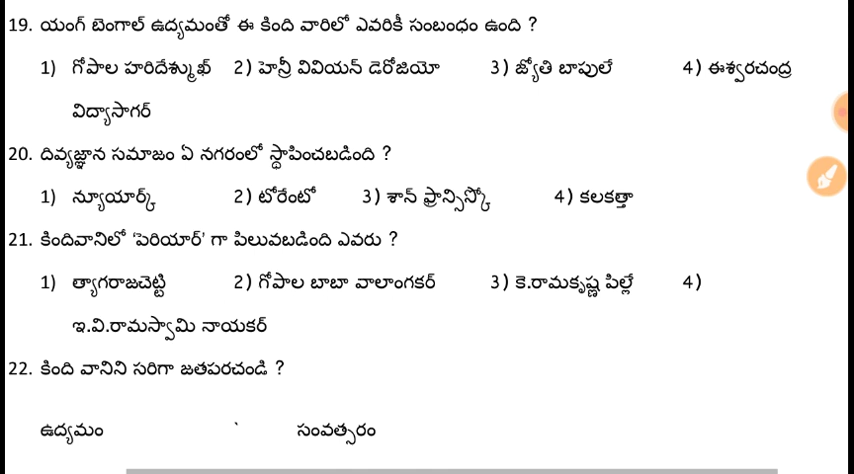 19. యంగ్ బెంగాల్ ఉద్యమంతో ఈ కింది వారిలో ఎవరికీ సంబంధం ఉంది ?
1) గోపాల హరిదేశ్ముఖ్ 2) హెన్రీ వివియన్ డెరోజియో 3) జ్యోతి బాపులే 4) ఈశ్వరచంద్ర
విద్యాసాగర్
20. దివ్యజ్ఞాన సమాజం ఏ నగరంలో స్థాపించబడింది ?
1) న్యూయార్క్ 2) టోరేంటో 3) శాన్ ఫ్రాన్సిస్కో 4) కలకత్తా
21. కిందివానిలో 'పెరియార్' గా పిలువబడింది ఎవరు ?
1) త్యాగరాజచెట్టి 2) గోపాల బాబా వాలాంగకర్ 3) కె.రామకృష్ణ పిల్లే 4)
ఇ.వి.రామస్వామి నాయకర్
22. కింది వానిని సరిగా జతపరచండి ?
ఉద్యమం ` సంవత్సరం